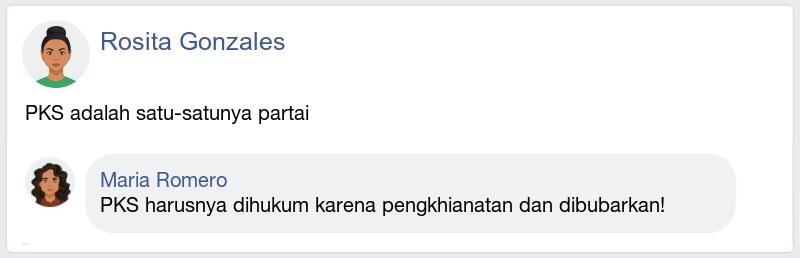 Rosita Gonzales
PKS adalah satu-satunya partai
Maria Romero
PKS harusnya dihukum karena pengkhianatan dan dibubarkan!